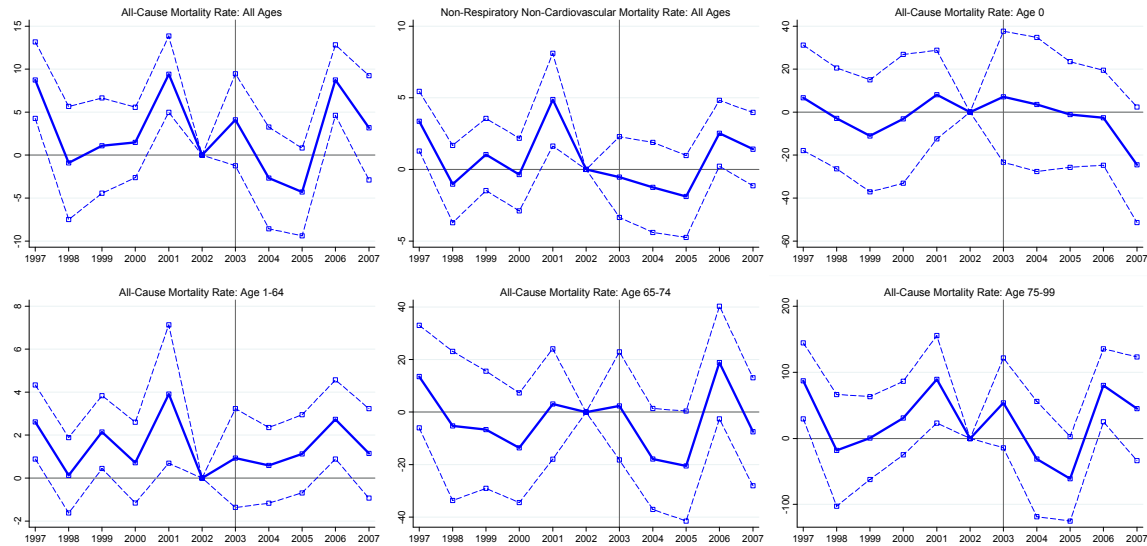 All-Cause Mortality Rate: All Ages
15
10
5
0
-5
-10
1997 1998 1999 2000 2001 2002 2003 2004 2005 2006 2007
Non-Respiratory Non-Cardiovascular Mortality Rate: All Ages
10
5
0
-5
1997 1998 1999 2000 2001 2002 2003 2004 2005 2006 2007
All-Cause Mortality Rate: Age 0
40
20
0
-20
-40
-60
1997 1998 1999 2000 2001 2002 2003 2004 2005 2006 2007
All-Cause Mortality Rate: Age 1-64
8
6
4
2
0
-2
1997 1998 1999 2000 2001 2002 2003 2004 2005 2006 2007
All-Cause Mortality Rate: Age 65-74
40
20
0
-20
-40
1997 1998 1999 2000 2001 2002 2003 2004 2005 2006 2007
All-Cause Mortality Rate: Age 75-99
200
100
0
-100
1997 1998 1999 2000 2001 2002 2003 2004 2005 2006 2007